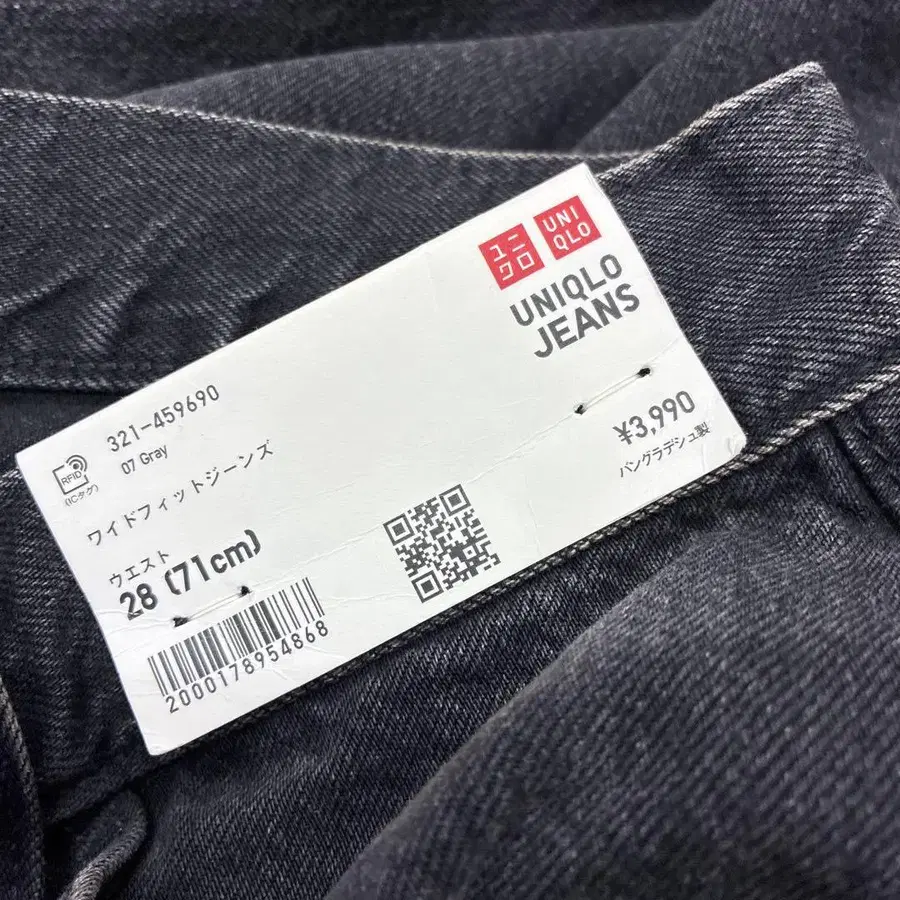 ユニ
クロ
UNI
QLO
UNIQLO
JEANS
321-459690
07 Gray
RFID
(ICタグ)
ワイドフィットジーンズ
¥3,990
バングラデシュ製
ウエスト
28 (71cm)
2000178954868